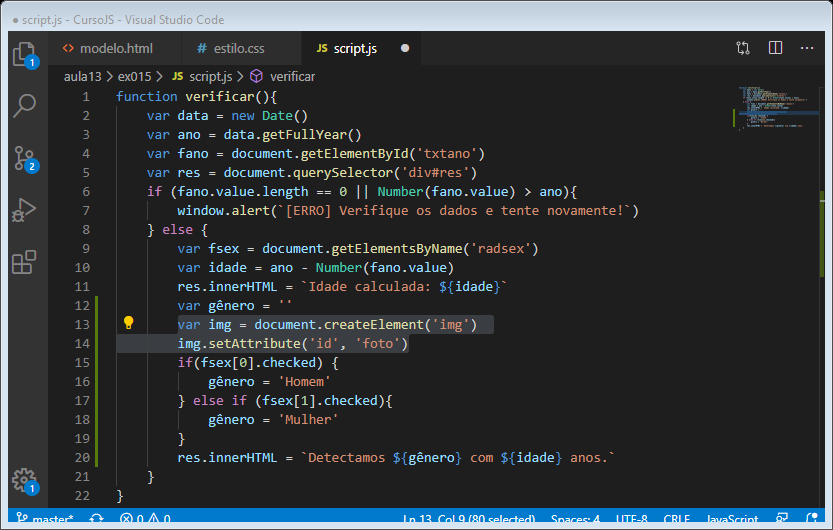 ● script.js - CursoJS - Visual Studio Code
<> modelo.html # estilo.css JS script.js ●
aula13 > ex015 > JS script.js > verificar
1 function verificar(){
2 var data = new Date()
3 var ano = data.getFullYear()
4 var fano = document.getElementById('txtano')
5 var res = document.querySelector('div#res')
6 if (fano.value.length == 0 || Number(fano.value) > ano){
7 window.alert(`[ERRO] Verifique os dados e tente novamente!`)
8 } else {
9 var fsex = document.getElementsByName('radsex')
10 var idade = ano - Number(fano.value)
11 res.innerHTML = `Idade calculada: ${idade}`
12 var gênero = ''
13 var img = document.createElement('img')
14 img.setAttribute('id', 'foto')
15 if(fsex[0].checked) {
16 gênero = 'Homem'
17 } else if (fsex[1].checked){
18 gênero = 'Mulher'
19 }
20 res.innerHTML = `Detectamos ${gênero} com ${idade} anos.`
21 }
22 }
1
2
1
master* 0 0 Ln 13, Col 9 (80 selected) Spaces: 4 UTF-8 CRLF JavaScript